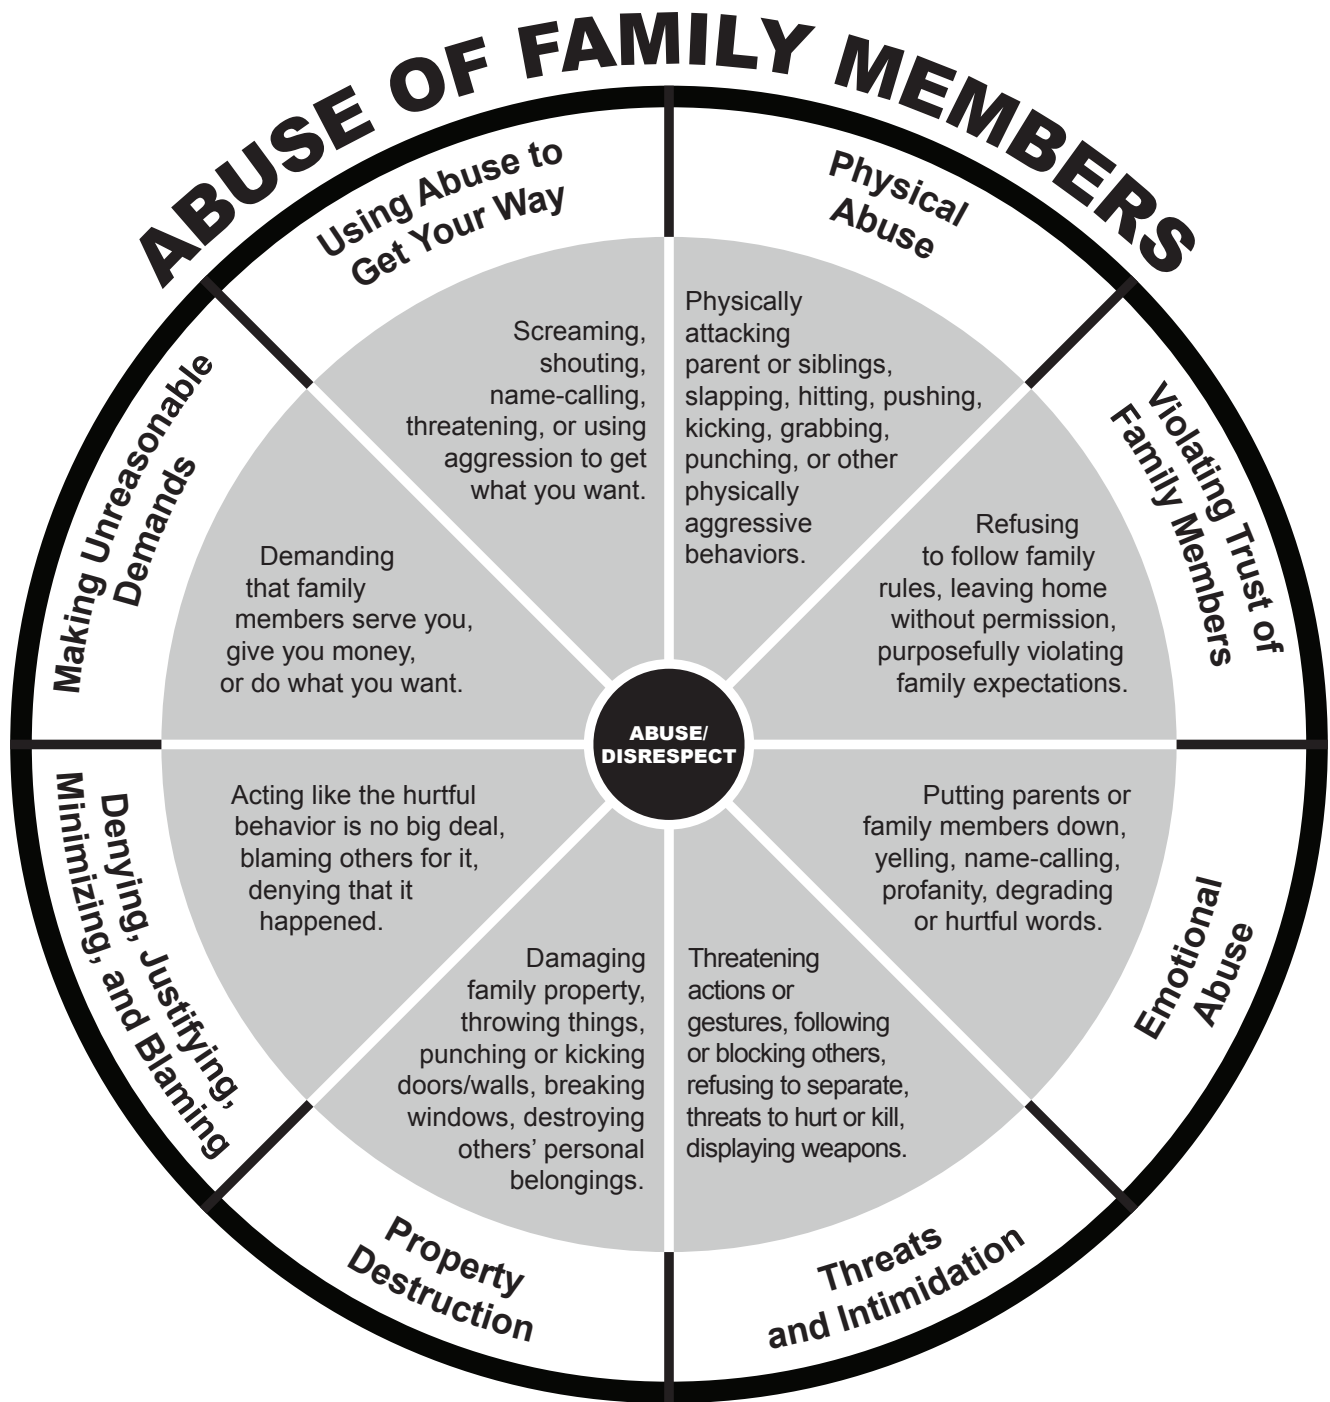 ABUSE OF FAMILY MEMBERS
Using Abuse to
Get Your Way
Screaming,
shouting,
name-calling,
threatening, or using
aggression to get
what you want.
Physical
Abuse
Physically
attacking
parent or siblings,
slapping, hitting, pushing,
kicking, grabbing,
punching, or other
physically
aggressive
behaviors.
Violating Trust of
Family Members
Refusing
to follow family
rules, leaving home
without permission,
purposefully violating
family expectations.
Emotional
Abuse
Putting parents or
family members down,
yelling, name-calling,
profanity, degrading
or hurtful words.
Threats
and Intimidation
Threatening
actions or
gestures, following
or blocking others,
refusing to separate,
threats to hurt or kill,
displaying weapons.
Property
Destruction
Damaging
family property,
throwing things,
punching or kicking
doors/walls, breaking
windows, destroying
others’ personal
belongings.
Denying, Justifying,
Minimizing, and Blaming
Acting like the hurtful
behavior is no big deal,
blaming others for it,
denying that it
happened.
Making Unreasonable
Demands
Demanding
that family
members serve you,
give you money,
or do what you want.
ABUSE/
DISRESPECT